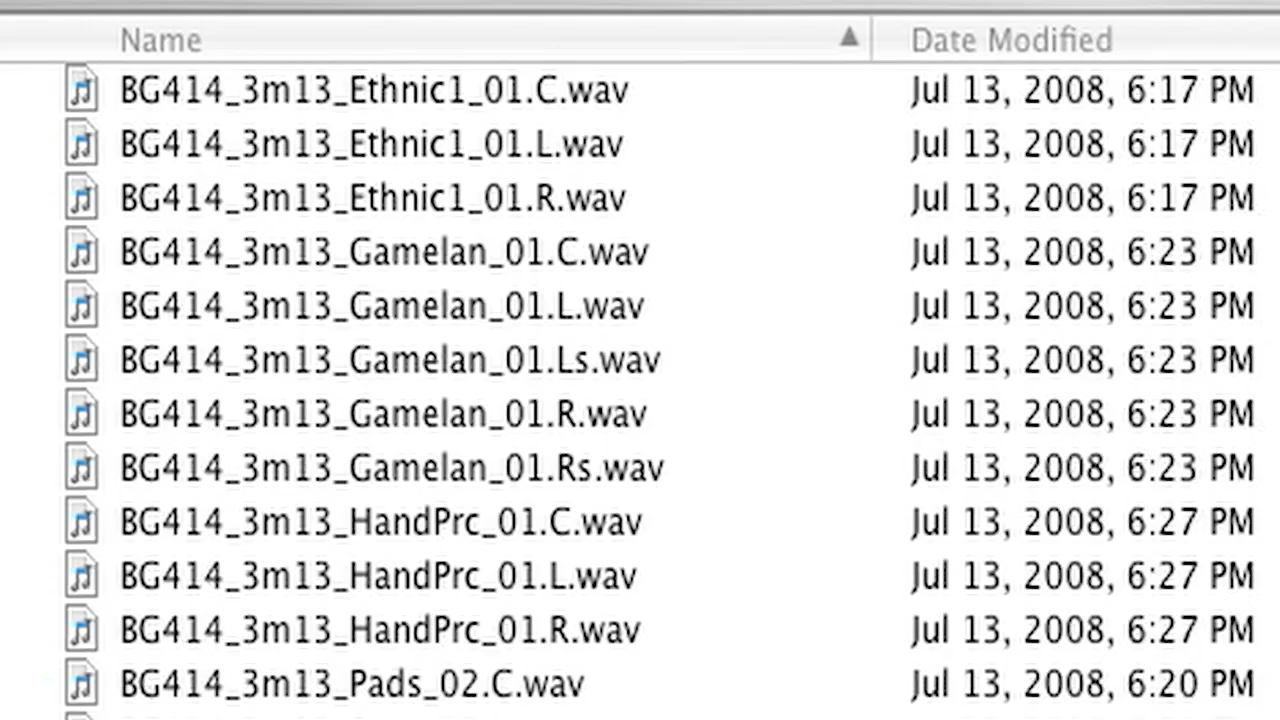 Name Date Modified
BG414_3m13_Ethnic1_01.C.wav Jul 13, 2008, 6:17 PM
BG414_3m13_Ethnic1_01.L.wav Jul 13, 2008, 6:17 PM
BG414_3m13_Ethnic1_01.R.wav Jul 13, 2008, 6:17 PM
BG414_3m13_Gamelan_01.C.wav Jul 13, 2008, 6:23 PM
BG414_3m13_Gamelan_01.L.wav Jul 13, 2008, 6:23 PM
BG414_3m13_Gamelan_01.Ls.wav Jul 13, 2008, 6:23 PM
BG414_3m13_Gamelan_01.R.wav Jul 13, 2008, 6:23 PM
BG414_3m13_Gamelan_01.Rs.wav Jul 13, 2008, 6:23 PM
BG414_3m13_HandPrc_01.C.wav Jul 13, 2008, 6:27 PM
BG414_3m13_HandPrc_01.L.wav Jul 13, 2008, 6:27 PM
BG414_3m13_HandPrc_01.R.wav Jul 13, 2008, 6:27 PM
BG414_3m13_Pads_02.C.wav Jul 13, 2008, 6:20 PM